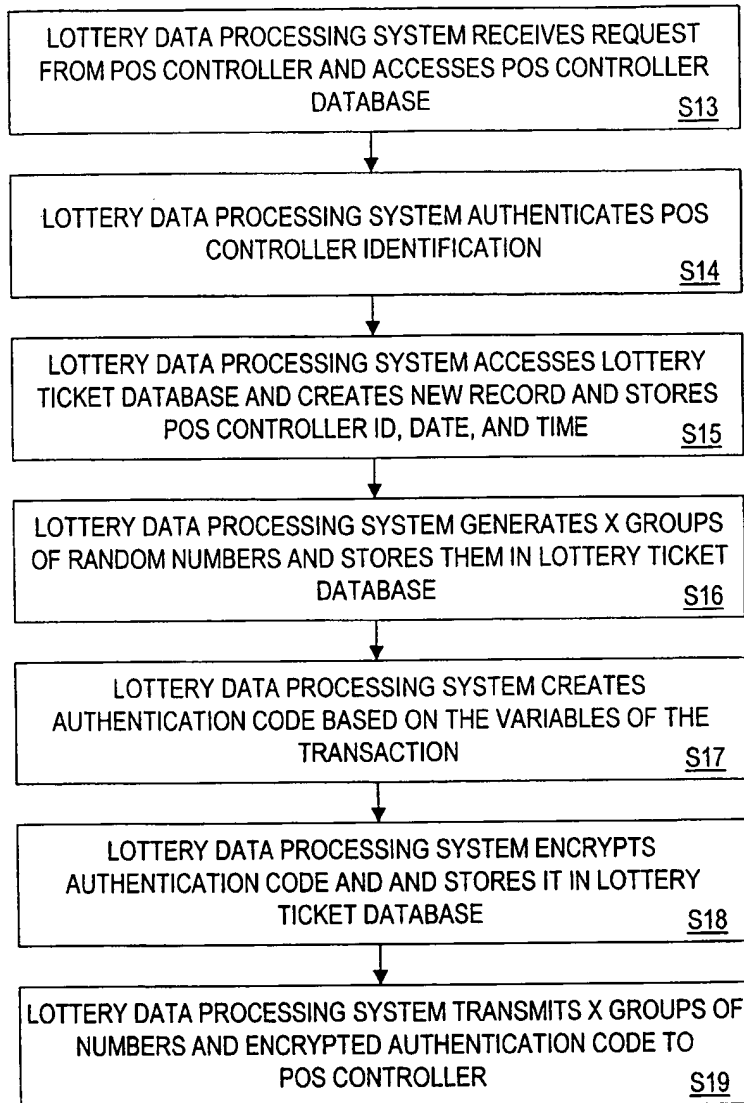 LOTTERY DATA PROCESSING SYSTEM RECEIVES REQUEST
FROM POS CONTROLLER AND ACCESSES POS CONTROLLER
DATABASE
S13
LOTTERY DATA PROCESSING SYSTEM AUTHENTICATES POS
CONTROLLER IDENTIFICATION
S14
LOTTERY DATA PROCESSING SYSTEM ACCESSES LOTTERY
TICKET DATABASE AND CREATES NEW RECORD AND STORES
POS CONTROLLER ID, DATE, AND TIME
S15
LOTTERY DATA PROCESSING SYSTEM GENERATES X GROUPS
OF RANDOM NUMBERS AND STORES THEM IN LOTTERY TICKET
DATABASE
S16
LOTTERY DATA PROCESSING SYSTEM CREATES
AUTHENTICATION CODE BASED ON THE VARIABLES OF THE
TRANSACTION
S17
LOTTERY DATA PROCESSING SYSTEM ENCRYPTS
AUTHENTICATION CODE AND AND STORES IT IN LOTTERY
TICKET DATABASE
S18
LOTTERY DATA PROCESSING SYSTEM TRANSMITS X GROUPS OF
NUMBERS AND ENCRYPTED AUTHENTICATION CODE TO
POS CONTROLLER
S19